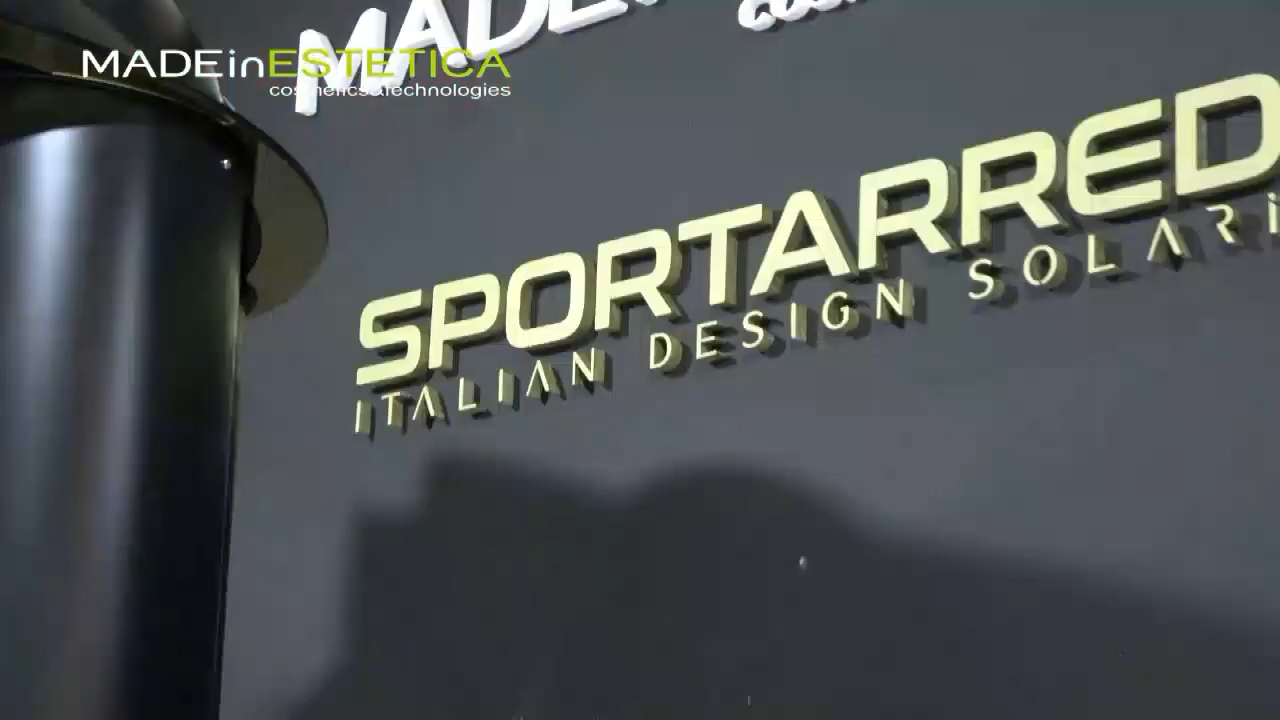 MADEinESTETICA
cosmetics&technologies
SPORTARRED
ITALIAN DESIGN SOLARI